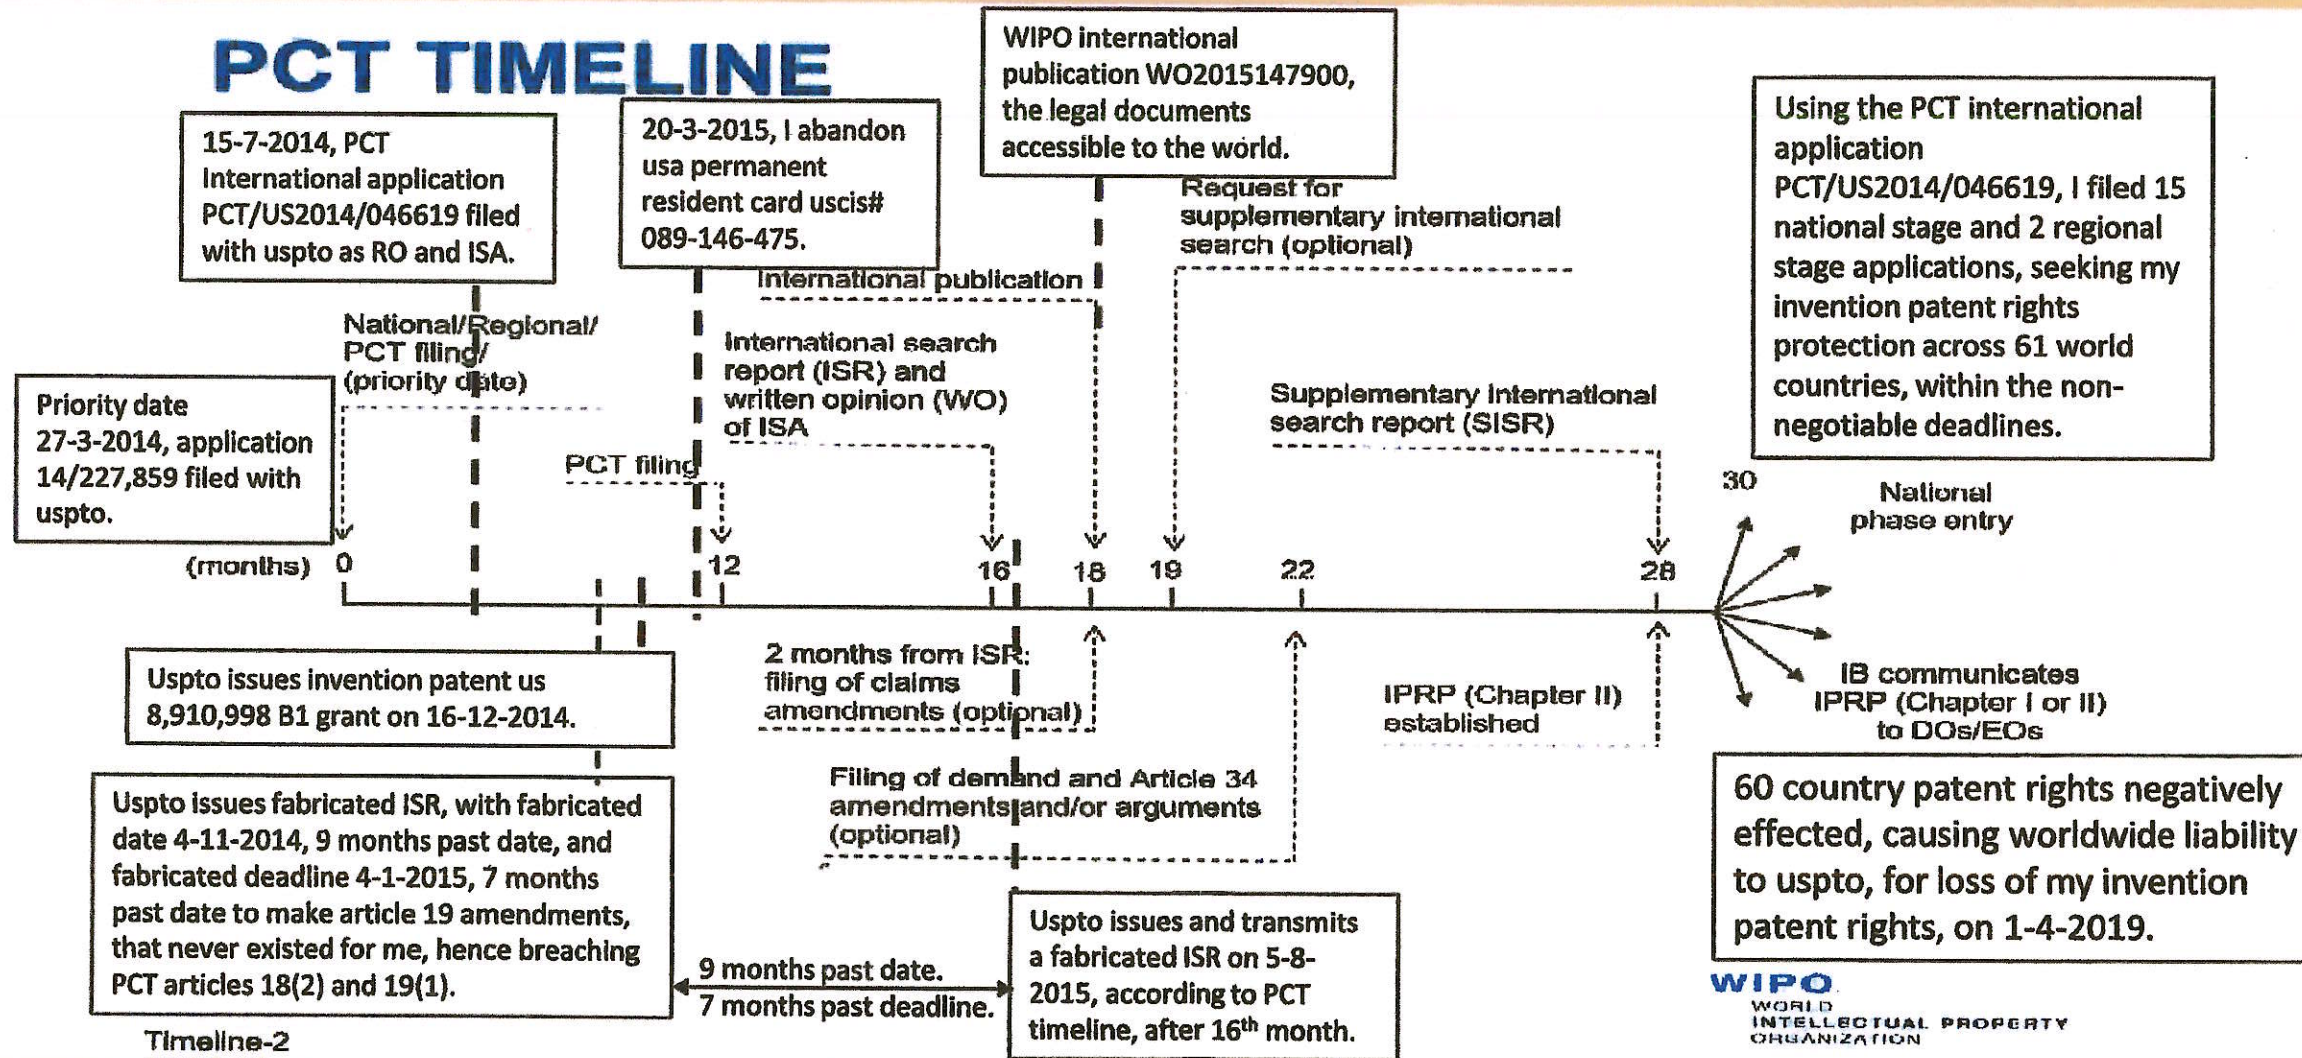 PCT TIMELINE
15-7-2014, PCT
International application
PCT/US2014/046619 filed
with uspto as RO and ISA.
20-3-2015, I abandon
usa permanent
resident card uscis#
089-146-475.
WIPO international
publication WO2015147900,
the legal documents
accessible to the world.
Using the PCT international
application
PCT/US2014/046619, I filed 15
national stage and 2 regional
stage applications, seeking my
invention patent rights
protection across 61 world
countries, within the non-
negotiable deadlines.
Request for
supplementary international
search (optional)
International publication
National/Regional/
PCT filing/
(priority date)
International search
report (ISR) and
written opinion (WO)
of ISA
Supplementary International
search report (SISR)
Priority date
27-3-2014, application
14/227,859 filed with
uspto.
PCT filing
30
National
phase entry
(months) 0 12 16 18 19 22 28
2 months from ISR:
filing of claims
amendments (optional)
IPRP (Chapter II)
established
IB communicates
IPRP (Chapter I or II)
to DOs/EOs
Uspto issues invention patent us
8,910,998 B1 grant on 16-12-2014.
Filing of demand and Article 34
amendments and/or arguments
(optional)
Uspto issues fabricated ISR, with fabricated
date 4-11-2014, 9 months past date, and
fabricated deadline 4-1-2015, 7 months
past date to make article 19 amendments,
that never existed for me, hence breaching
PCT articles 18(2) and 19(1).
9 months past date.
7 months past deadline.
Uspto issues and transmits
a fabricated ISR on 5-8-
2015, according to PCT
timeline, after 16th month.
60 country patent rights negatively
effected, causing worldwide liability
to uspto, for loss of my invention
patent rights, on 1-4-2019.
WIPO
WORLD
INTELLECTUAL PROPERTY
ORGANIZATION
Timeline-2